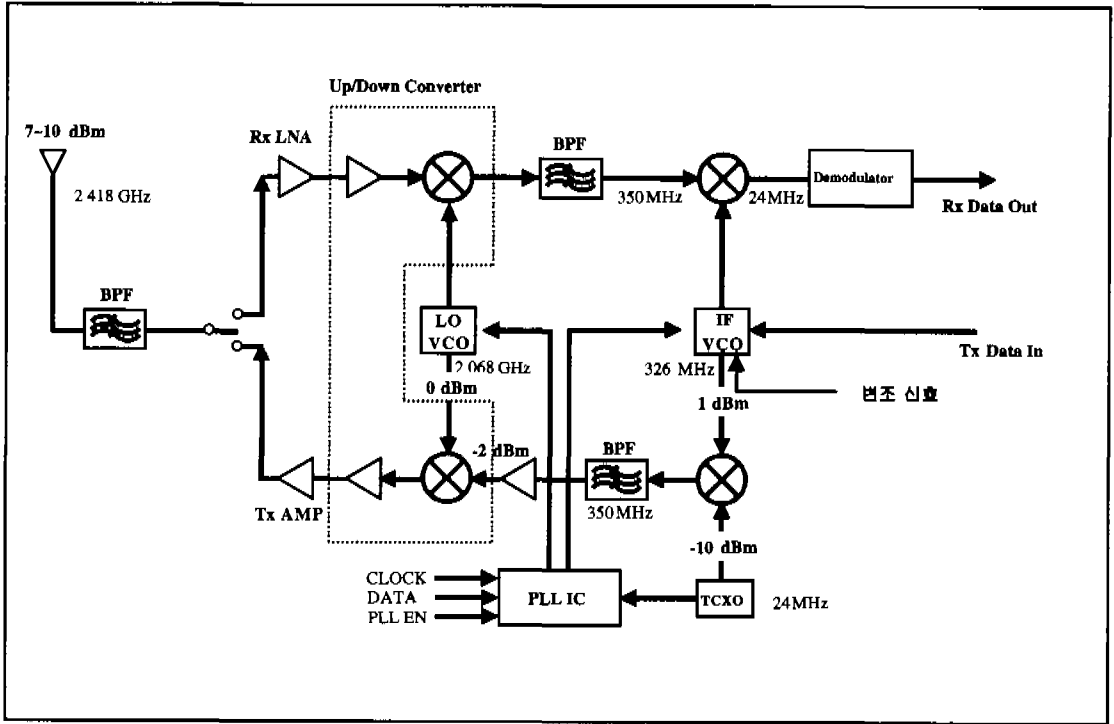 Up/Down Converter
7~10 dBm
Rx LNA
BPF
2 418 GHz
350MHz
24MHz
Demodulator
Rx Data Out
BPF
LO
VCO
2 068 GHz
0 dBm
IF
VCO
326 MHz
Tx Data In
1 dBm
변조 신호
-2 dBm
BPF
350MHz
Tx AMP
-10 dBm
CLOCK
DATA
PLL EN
PLL IC
TCXO
24MHz